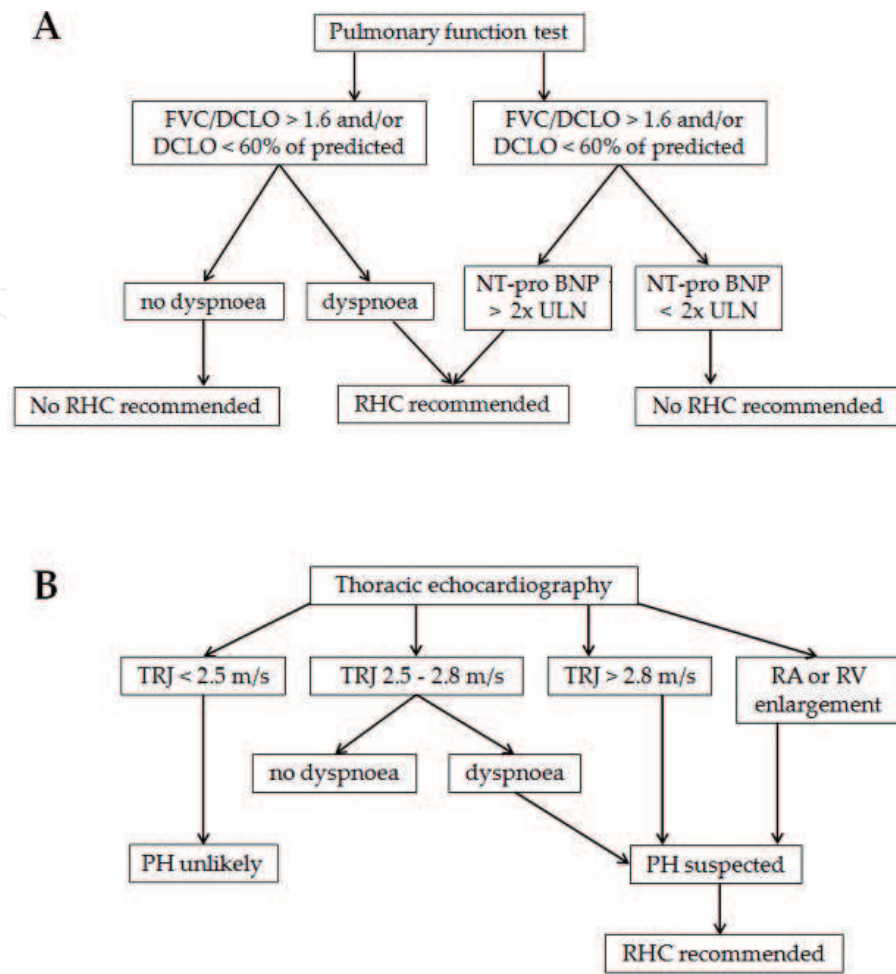 A
Pulmonary function test
FVC/DCLO > 1.6 and/or
DCLO < 60% of predicted
FVC/DCLO > 1.6 and/or
DCLO < 60% of predicted
no dyspnoea
dyspnoea
NT-pro BNP
> 2x ULN
NT-pro BNP
< 2x ULN
No RHC recommended
RHC recommended
No RHC recommended
B
Thoracic echocardiography
TRJ < 2.5 m/s
TRJ 2.5 - 2.8 m/s
TRJ > 2.8 m/s
RA or RV
enlargement
no dyspnoea
dyspnoea
PH unlikely
PH suspected
RHC recommended